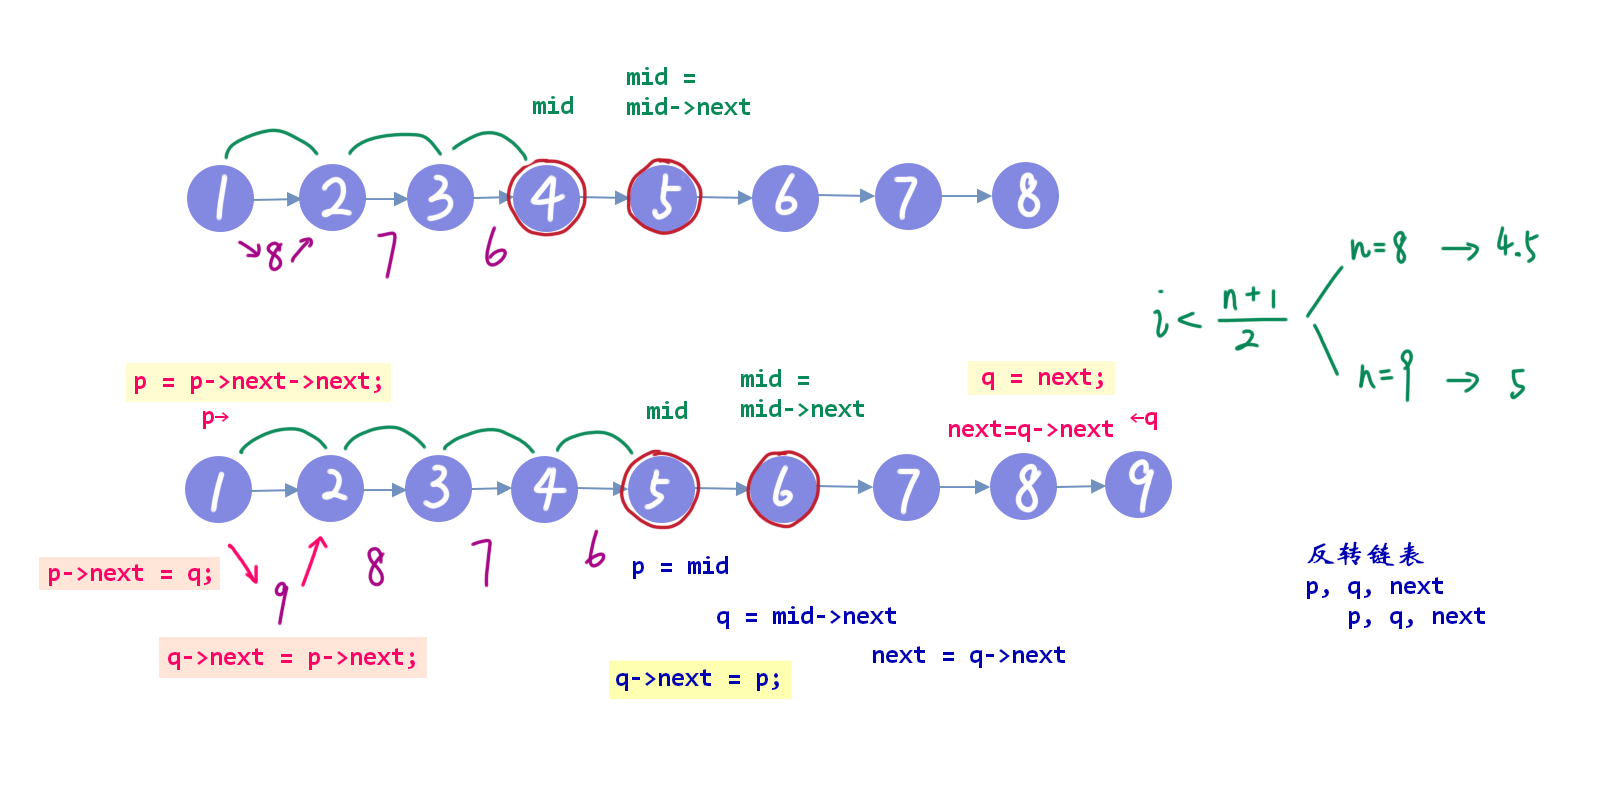 mid =
mid mid->next
1 2 3 4 5 6 7 8
8 7 6
n=8 → 4.5
i < (n+1)/2
n=9 → 5
p = p->next->next;
mid =
q = next;
p→ mid mid->next
next=q->next ←q
1 2 3 4 5 6 7 8 9
9 8 7 6
p->next = q;
q->next = p->next;
p = mid
q = mid->next
next = q->next
q->next = p;
反转链表
p, q, next
p, q, next